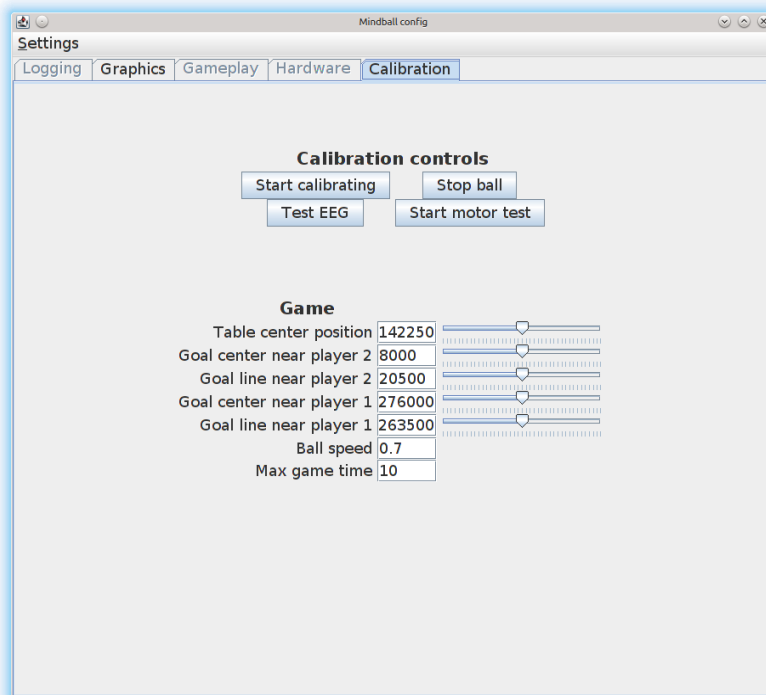 Mindball config
Settings
Logging Graphics Gameplay Hardware Calibration
Calibration controls
Start calibrating Stop ball
Test EEG Start motor test
Game
Table center position 142250
Goal center near player 2 8000
Goal line near player 2 20500
Goal center near player 1 276000
Goal line near player 1 263500
Ball speed 0.7
Max game time 10